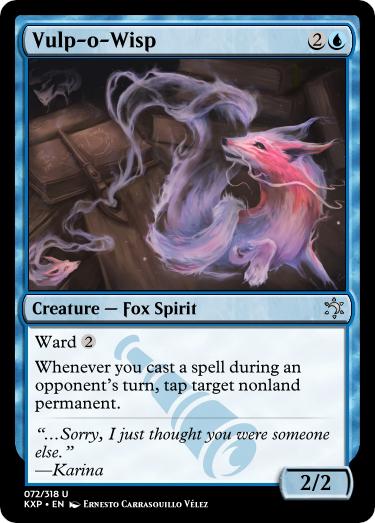 Vulp-o-Wisp 2
Creature — Fox Spirit
Ward 2
Whenever you cast a spell during an
opponent's turn, tap target nonland
permanent.
“...Sorry, I just thought you were someone
else.”
—Karina
2/2
072/318 U
KXP • EN Ernesto Carrasouillo Vélez